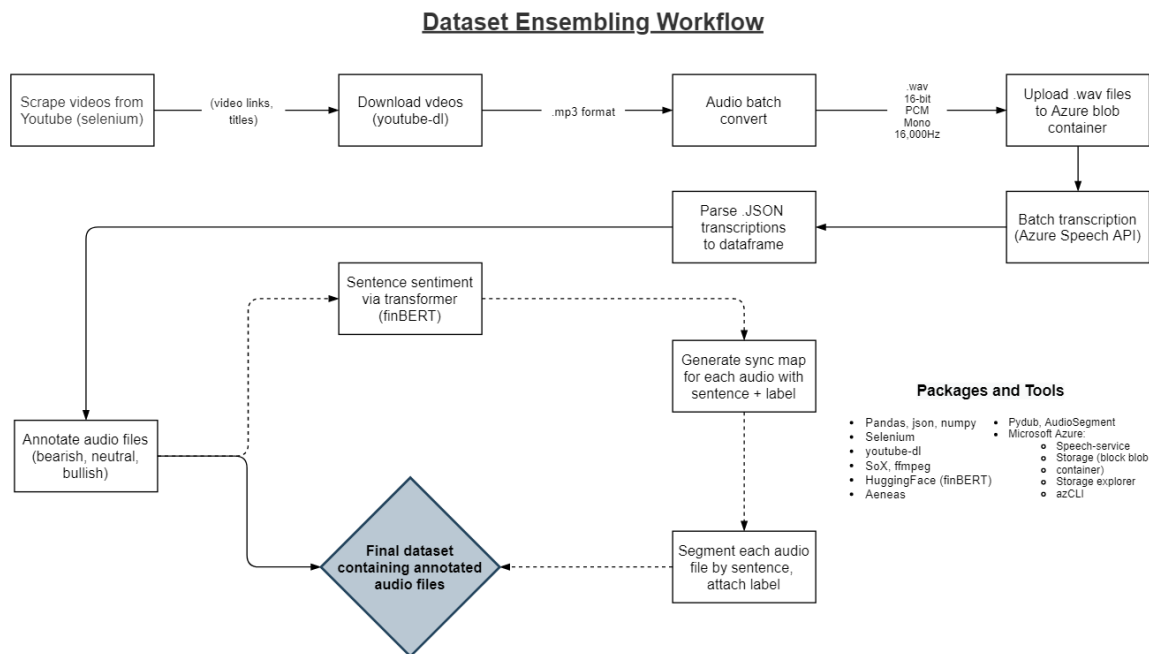 Dataset Ensembling Workflow
Scrape videos from
Youtube (selenium)
(video links,
titles)
Download vdeos
(youtube-dl)
.mp3 format
Audio batch
convert
.wav
16-bit
PCM
Mono
16,000Hz
Upload .wav files
to Azure blob
container
Batch transcription
(Azure Speech API)
Parse .JSON
transcriptions
to dataframe
Annotate audio files
(bearish, neutral,
bullish)
Sentence sentiment
via transformer
(finBERT)
Generate sync map
for each audio with
sentence + label
Segment each audio
file by sentence,
attach label
Final dataset
containing annotated
audio files
Packages and Tools
Pandas, json, numpy
Selenium
youtube-dl
SoX, ffmpeg
HuggingFace (finBERT)
Aeneas
Pydub, AudioSegment
Microsoft Azure:
Speech-service
Storage (block blob
container)
Storage explorer
azCLI